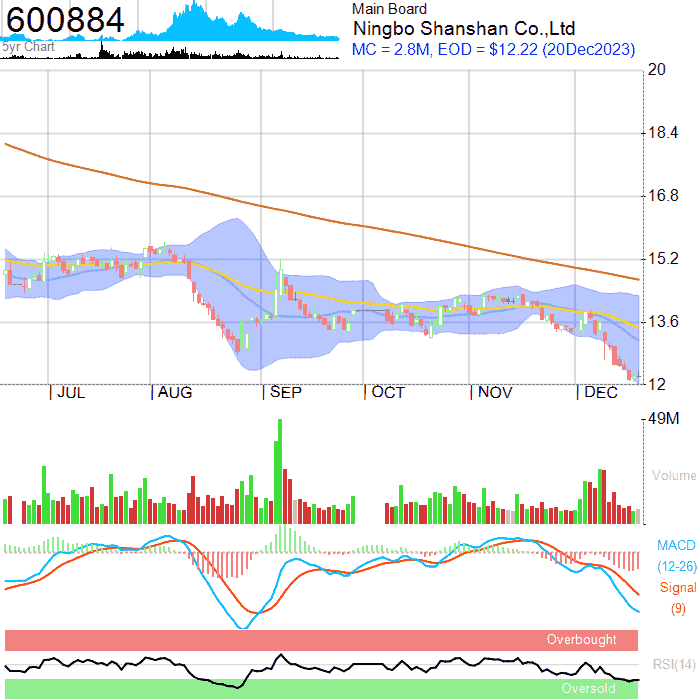 600884
5yr Chart
Main Board
Ningbo Shanshan Co.,Ltd
MC = 2.8M, EOD = $12.22 (20Dec2023)
20
18.4
16.8
15.2
13.6
12
JUL
AUG
SEP
OCT
NOV
DEC
49M
Volume
MACD
(12-26)
Signal
(9)
Overbought
RSI(14)
Oversold